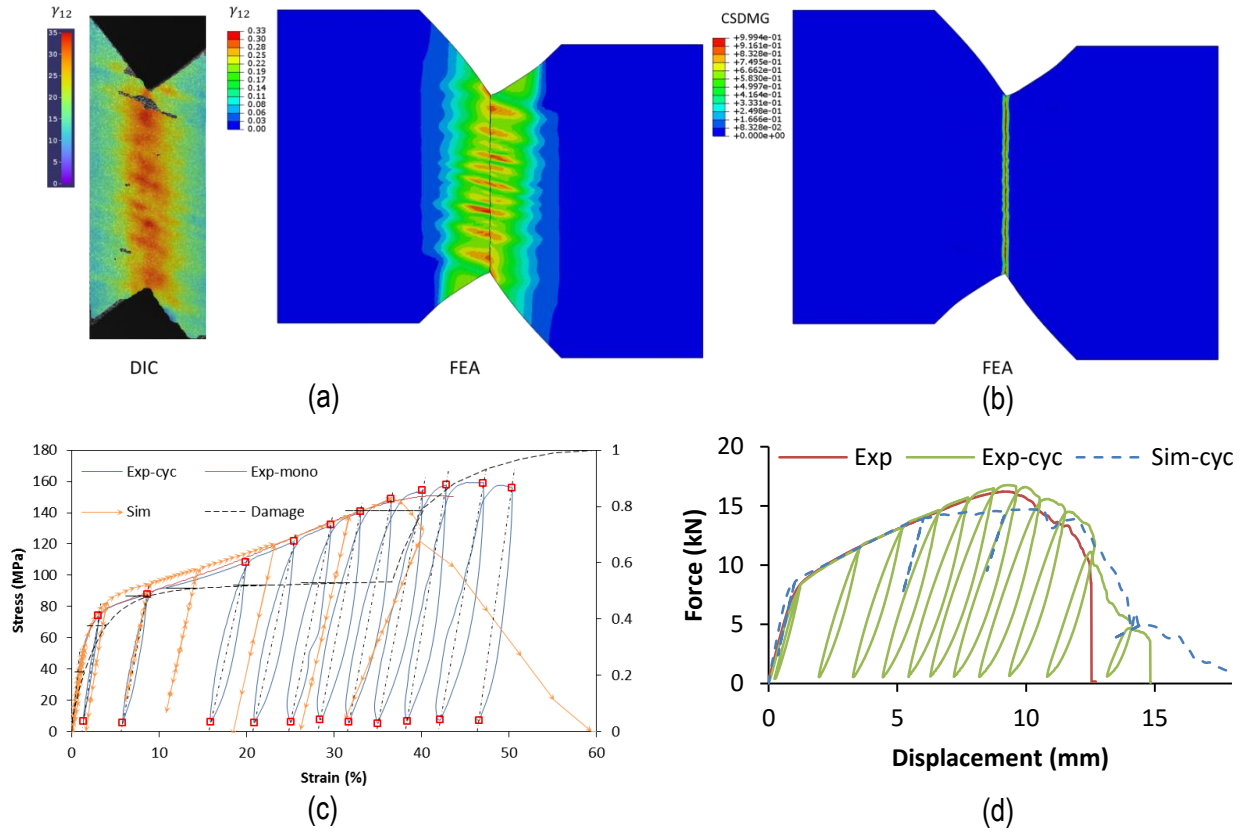 γ12
35
30
25
20
15
10
5
0
DIC
γ12
0.33
0.30
0.28
0.25
0.22
0.19
0.17
0.14
0.11
0.08
0.06
0.03
0.00
FEA
(a)
CSDMG
+9.994e-01
+9.161e-01
+8.328e-01
+7.495e-01
+6.662e-01
+5.830e-01
+4.997e-01
+4.164e-01
+3.331e-01
+2.498e-01
+1.666e-01
+8.328e-02
+0.000e+00
FEA
(b)
Stress (MPa)
180
160
140
120
100
80
60
40
20
0
Exp-cyc Exp-mono
Sim Damage
1
0.8
0.6
0.4
0.2
0
0 10 20 30 40 50 60
Strain (%)
(c)
Force (kN)
20
15
10
5
0
Exp Exp-cyc Sim-cyc
0 5 10 15
Displacement (mm)
(d)